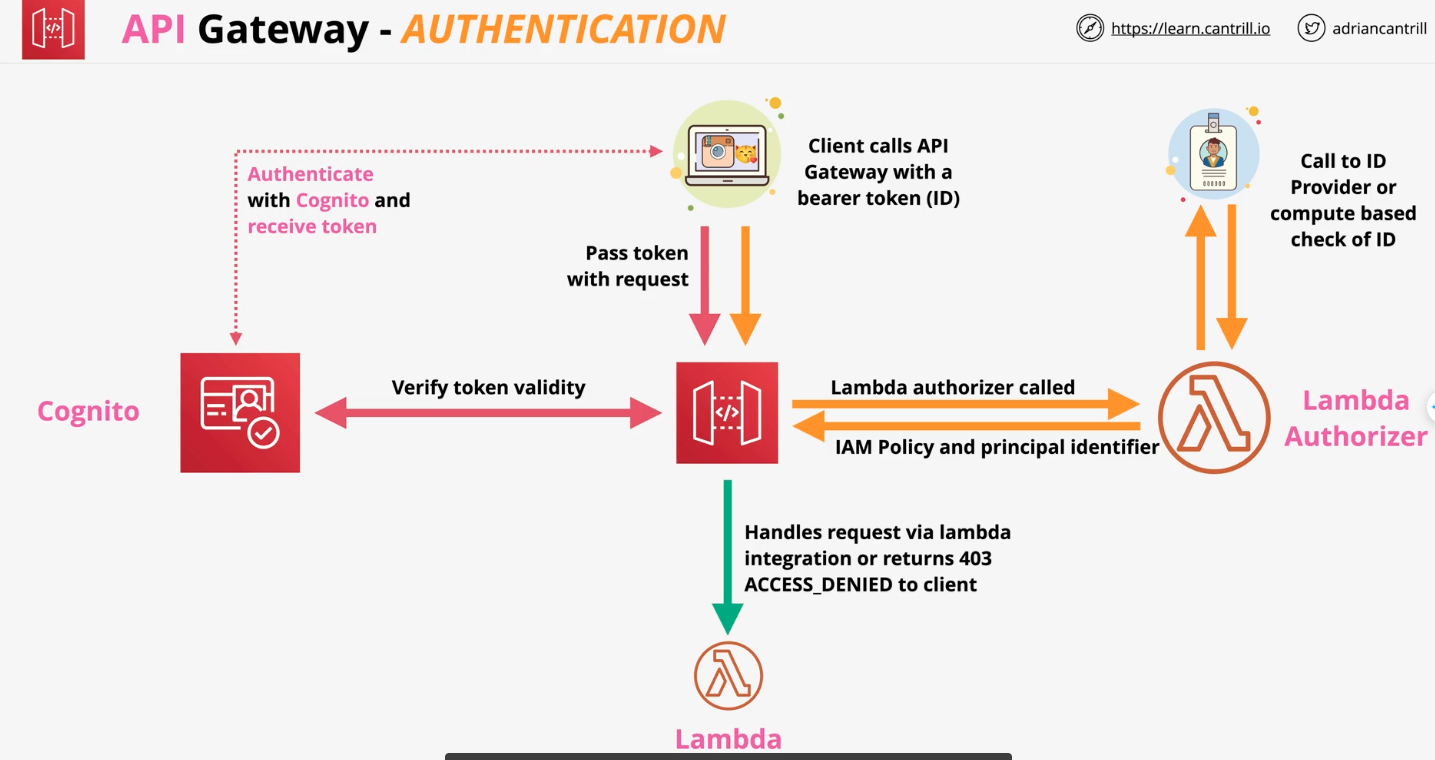 API Gateway - AUTHENTICATION
https://learn.cantrill.io
adriancantrill
Authenticate
with Cognito and
receive token
Client calls API
Gateway with a
bearer token (ID)
Call to ID
Provider or
compute based
check of ID
Pass token
with request
Cognito
Verify token validity
Lambda authorizer called
IAM Policy and principal identifier
Lambda
Authorizer
Handles request via lambda
integration or returns 403
ACCESS_DENIED to client
Lambda